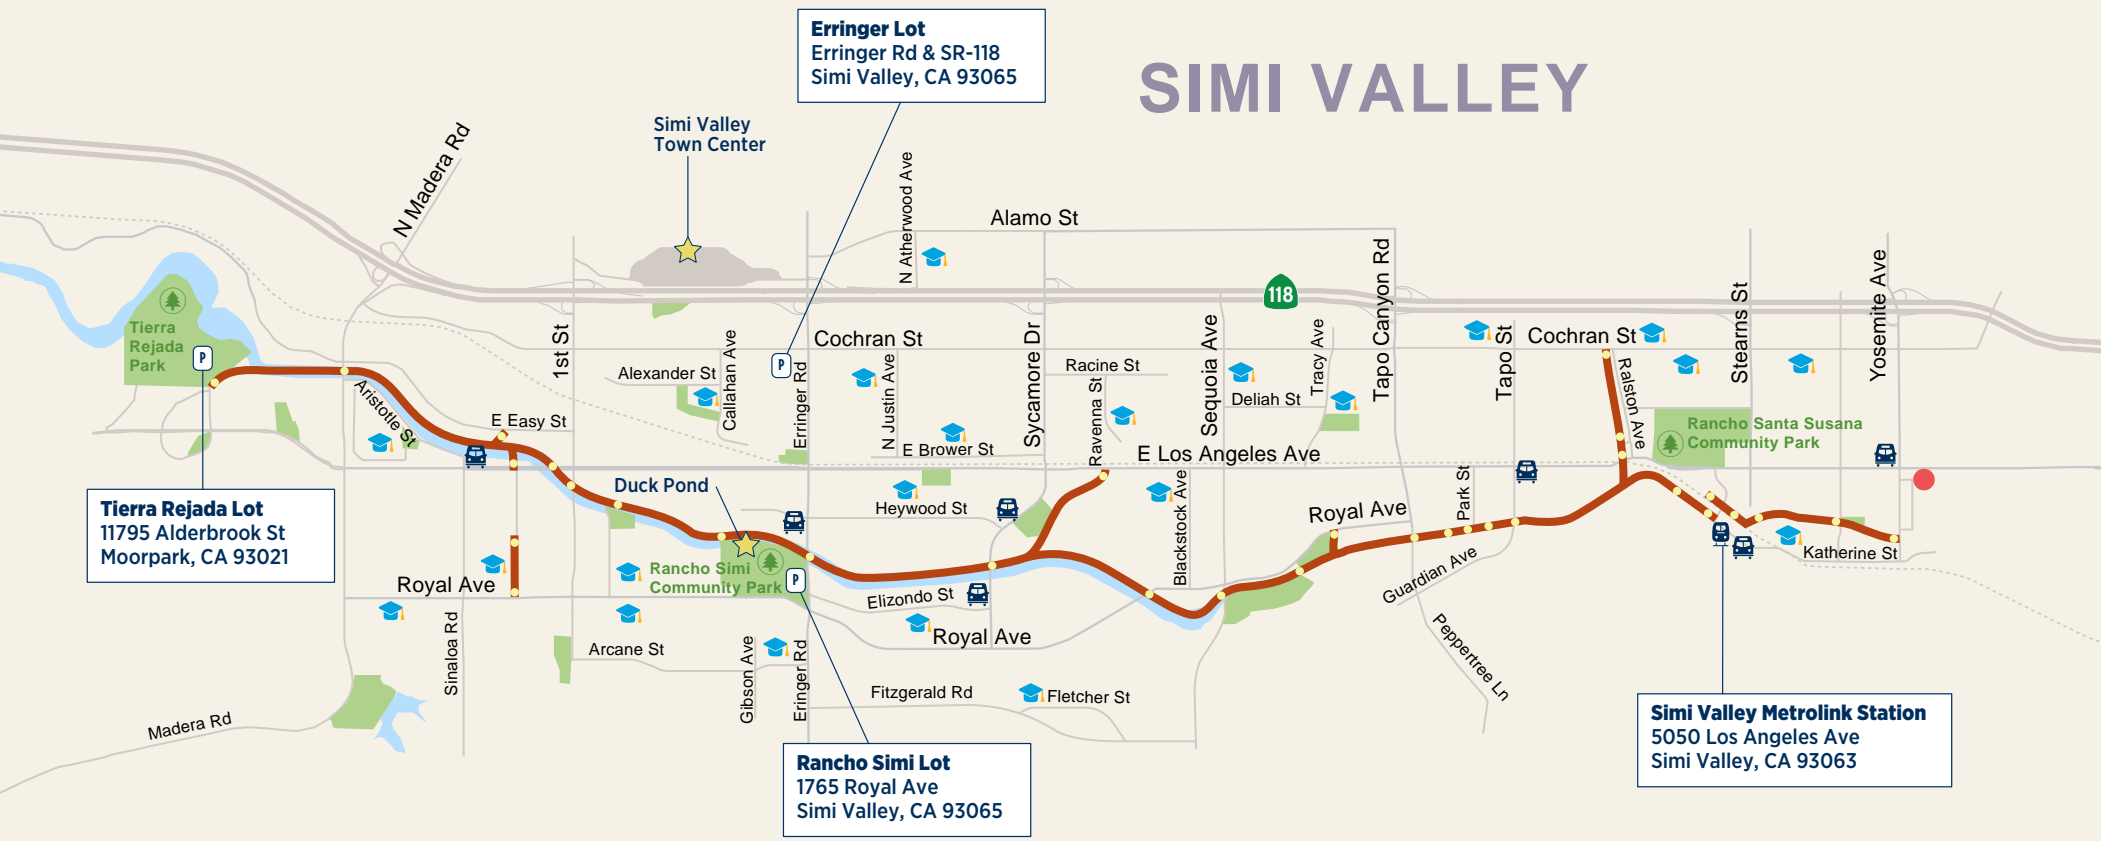 Erringer Lot
Erringer Rd & SR-118
Simi Valley, CA 93065
SIMI VALLEY
Simi Valley
Town Center
N Madera Rd
N Atherwood Ave
Alamo St
118
Tapo Canyon Rd
Stearns St
Yosemite Ave
Tierra
Rejada
Park
P
1st St
Cochran St
Callahan Ave
Alexander St
P
Erringer Rd
N Justin Ave
Sycamore Dr
Racine St
Ravenna St
Sequoia Ave
Deliah St
Tracy Ave
Tapo St
Cochran St
Ralston Ave
Rancho Santa Susana
Community Park
Aristotle St
E Easy St
E Brower St
E Los Angeles Ave
Tierra Rejada Lot
11795 Alderbrook St
Moorpark, CA 93021
Duck Pond
Heywood St
Blackstock Ave
Royal Ave
Park St
Guardian Ave
Katherine St
Royal Ave
Rancho Simi
Community Park
P
Elizondo St
Royal Ave
Sinaloa Rd
Arcane St
Gibson Ave
Erringer Rd
Fitzgerald Rd
Fletcher St
Peppertree Ln
Madera Rd
Rancho Simi Lot
1765 Royal Ave
Simi Valley, CA 93065
Simi Valley Metrolink Station
5050 Los Angeles Ave
Simi Valley, CA 93063